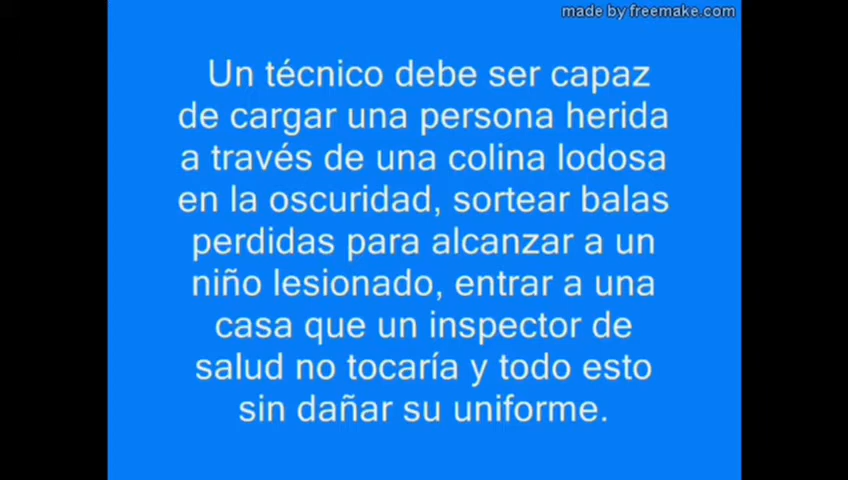 made by freemake.com
Un técnico debe ser capaz
de cargar una persona herida
a través de una colina lodosa
en la oscuridad, sortear balas
perdidas para alcanzar a un
niño lesionado, entrar a una
casa que un inspector de
salud no tocaría y todo esto
sin dañar su uniforme.